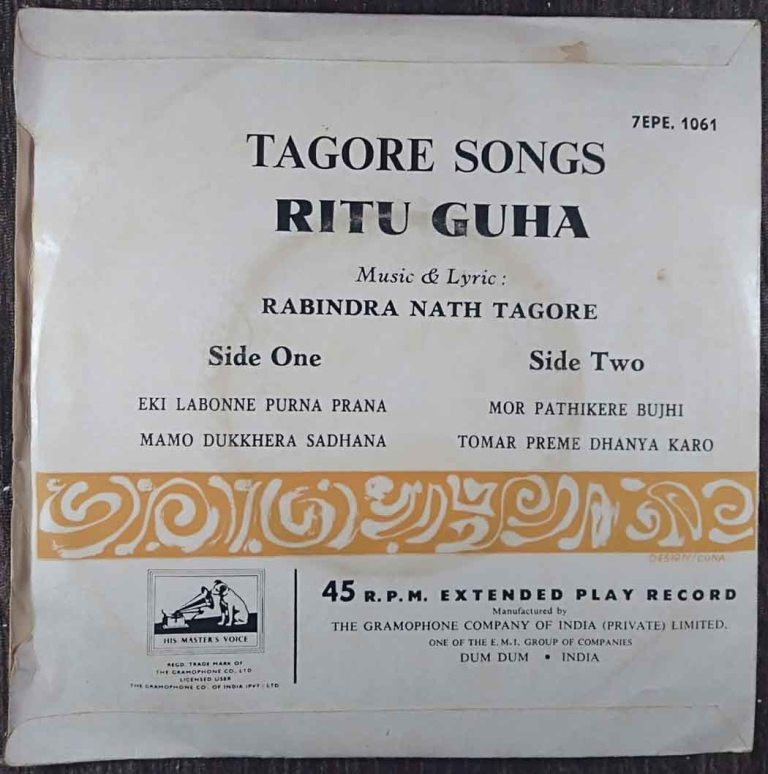 7EPE. 1061
TAGORE SONGS
RITU GUHA
Music & Lyric :
RABINDRA NATH TAGORE
Side One
EKI LABONNE PURNA PRANA
MAMO DUKKHERA SADHANA
Side Two
MOR PATHIKERE BUJHI
TOMAR PREME DHANYA KARO
DESIGN/CONA
HIS MASTER'S VOICE
REGD. TRADE MARK OF
THE GRAMOPHONE CO., LTD
LICENSED USER
THE GRAMOPHONE CO. OF INDIA (PVT) LTD
45 R.P.M. EXTENDED PLAY RECORD
Manufactured by
THE GRAMOPHONE COMPANY OF INDIA (PRIVATE) LIMITED.
ONE OF THE E.M.I. GROUP OF COMPANIES
DUM DUM • INDIA